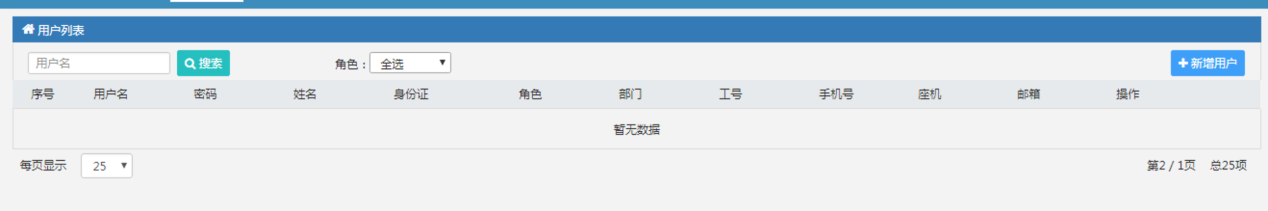 用户列表
用户名 搜索 角色： 全选 新增用户
序号 用户名 密码 姓名 身份证 角色 部门 工号 手机号 座机 邮箱 操作
暂无数据
每页显示 25 第2 / 1页 总25项